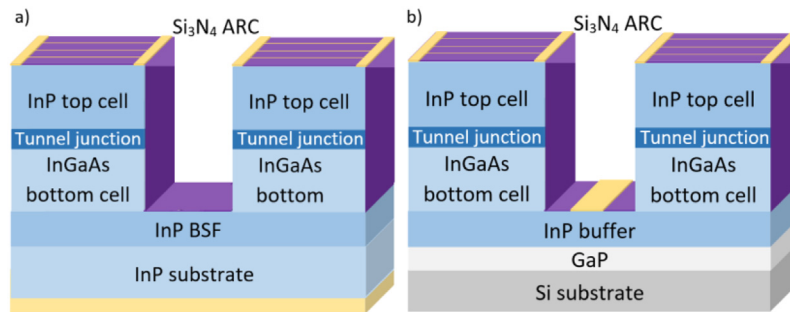 a)
Si₃N₄ ARC
InP top cell
InP top cell
Tunnel junction
Tunnel junction
InGaAs
bottom cell
InGaAs
bottom
InP BSF
InP substrate
b)
Si₃N₄ ARC
InP top cell
InP top cell
Tunnel junction
Tunnel junction
InGaAs
bottom cell
InGaAs
bottom cell
InP buffer
GaP
Si substrate